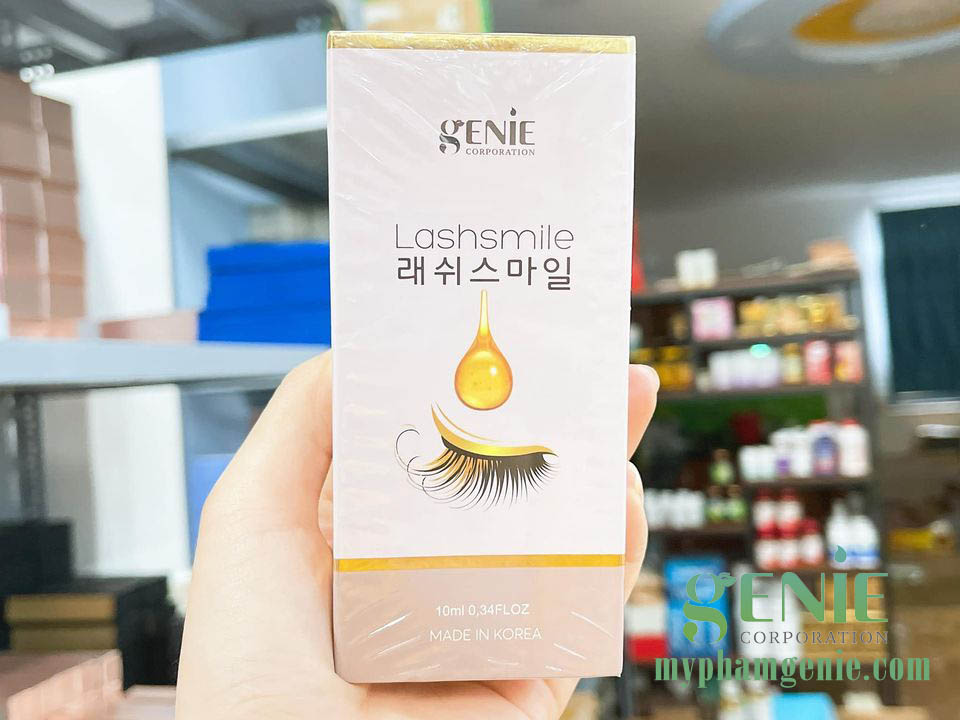 gENiE
CORPORATION
Lashsmile
래쉬스마일
10ml 0,34FLOZ
MADE IN KOREA
gENiE
CORPORATION
myphamgenie.com